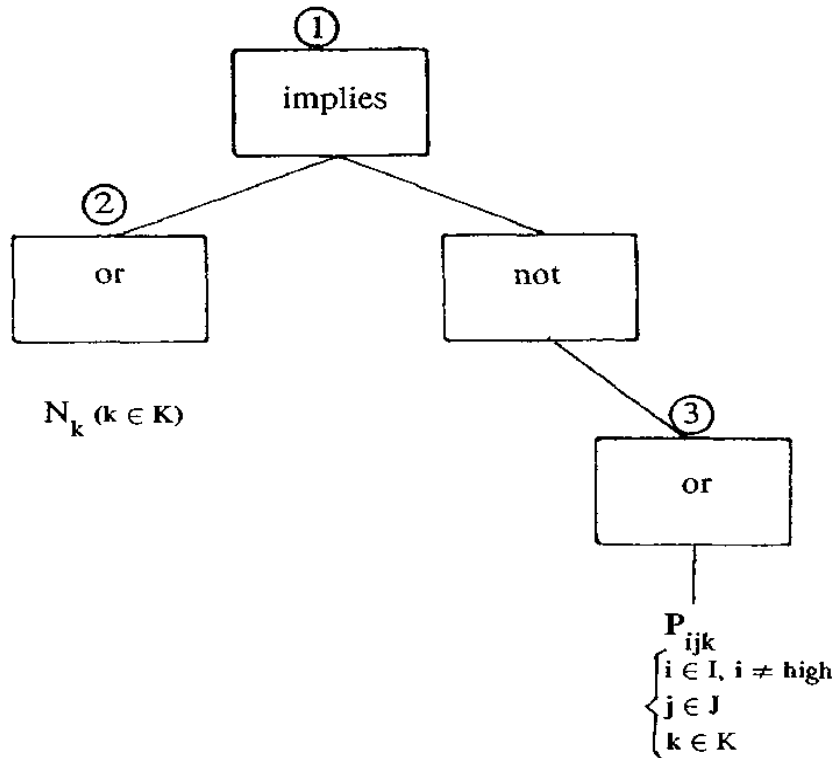 ①
implies
②
or
not
N_k (k ∈ K)
③
or
P_ijk
i ∈ I, i ≠ high
j ∈ J
k ∈ K